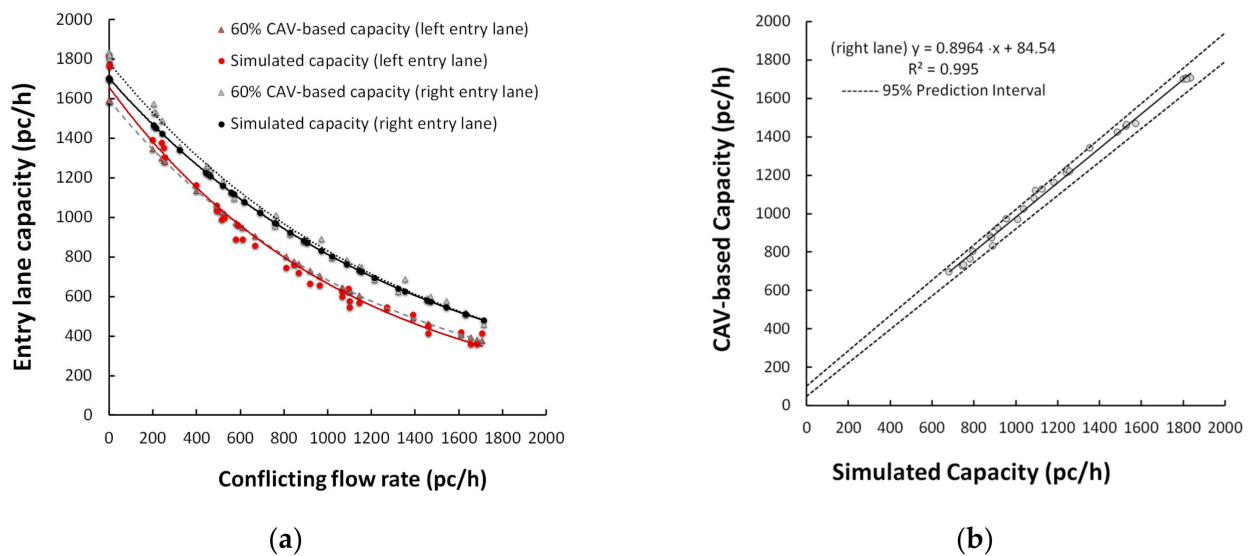 60% CAV-based capacity (left entry lane)
Simulated capacity (left entry lane)
60% CAV-based capacity (right entry lane)
Simulated capacity (right entry lane)
Entry lane capacity (pc/h)
2000
1800
1600
1400
1200
1000
800
600
400
200
0
0 200 400 600 800 1000 1200 1400 1600 1800 2000
Conflicting flow rate (pc/h)
(a)
(right lane) y = 0.8964 ·x + 84.54
R² = 0.995
95% Prediction Interval
CAV-based Capacity (pc/h)
2000
1800
1600
1400
1200
1000
800
600
400
200
0
0 200 400 600 800 1000 1200 1400 1600 1800 2000
Simulated Capacity (pc/h)
(b)